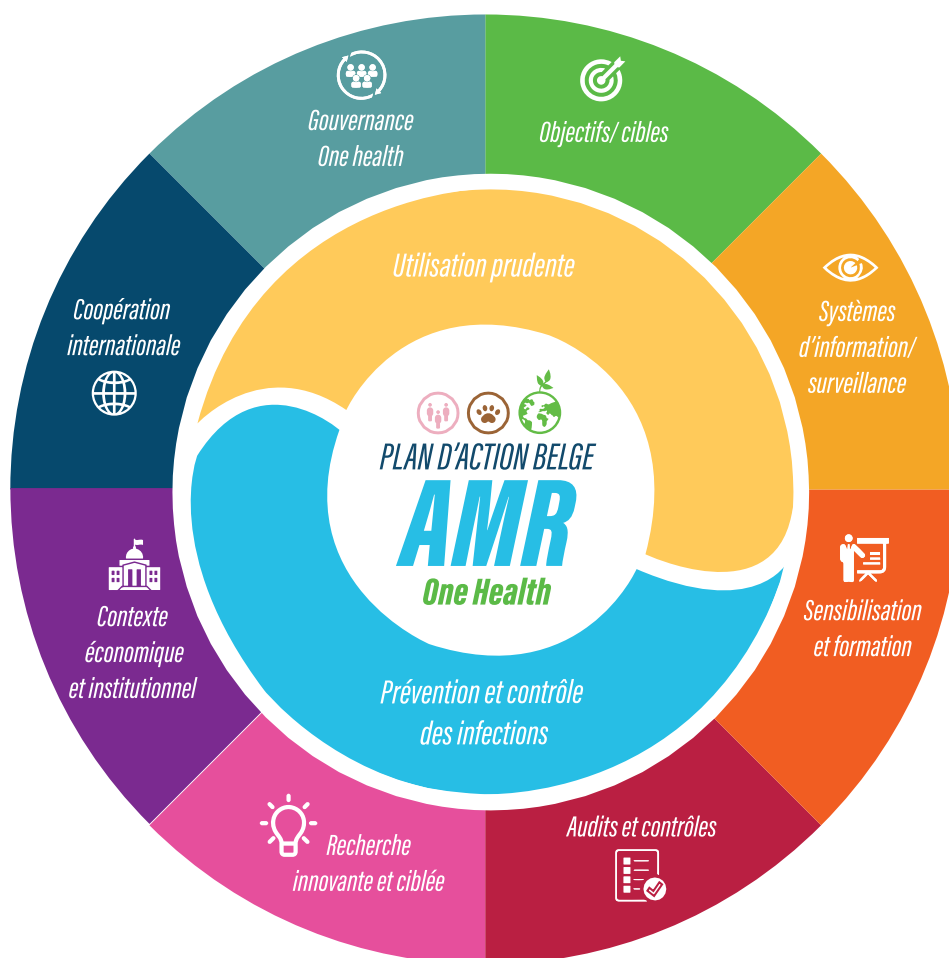 Gouvernance
One health
Objectifs/ cibles
Systèmes
d'information/
surveillance
Sensibilisation
et formation
Audits et contrôles
Recherche
innovante et ciblée
Contexte
économique
et institutionnel
Coopération
internationale
Utilisation prudente
PLAN D'ACTION BELGE
AMR
One Health
Prévention et contrôle
des infections